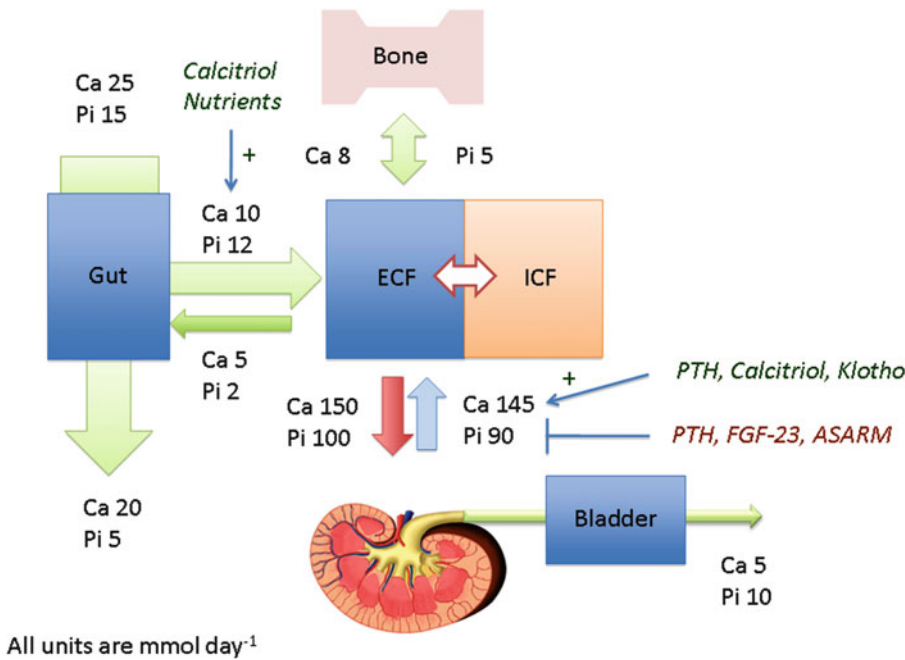 Bone
Ca 25
Pi 15
Calcitriol
Nutrients
+
Ca 8
Pi 5
Ca 10
Pi 12
Gut
ECF
ICF
Ca 5
Pi 2
Ca 150
Pi 100
Ca 145
Pi 90
+
PTH, Calcitriol, Klotho
PTH, FGF-23, ASARM
Ca 20
Pi 5
Bladder
Ca 5
Pi 10
All units are mmol day⁻¹